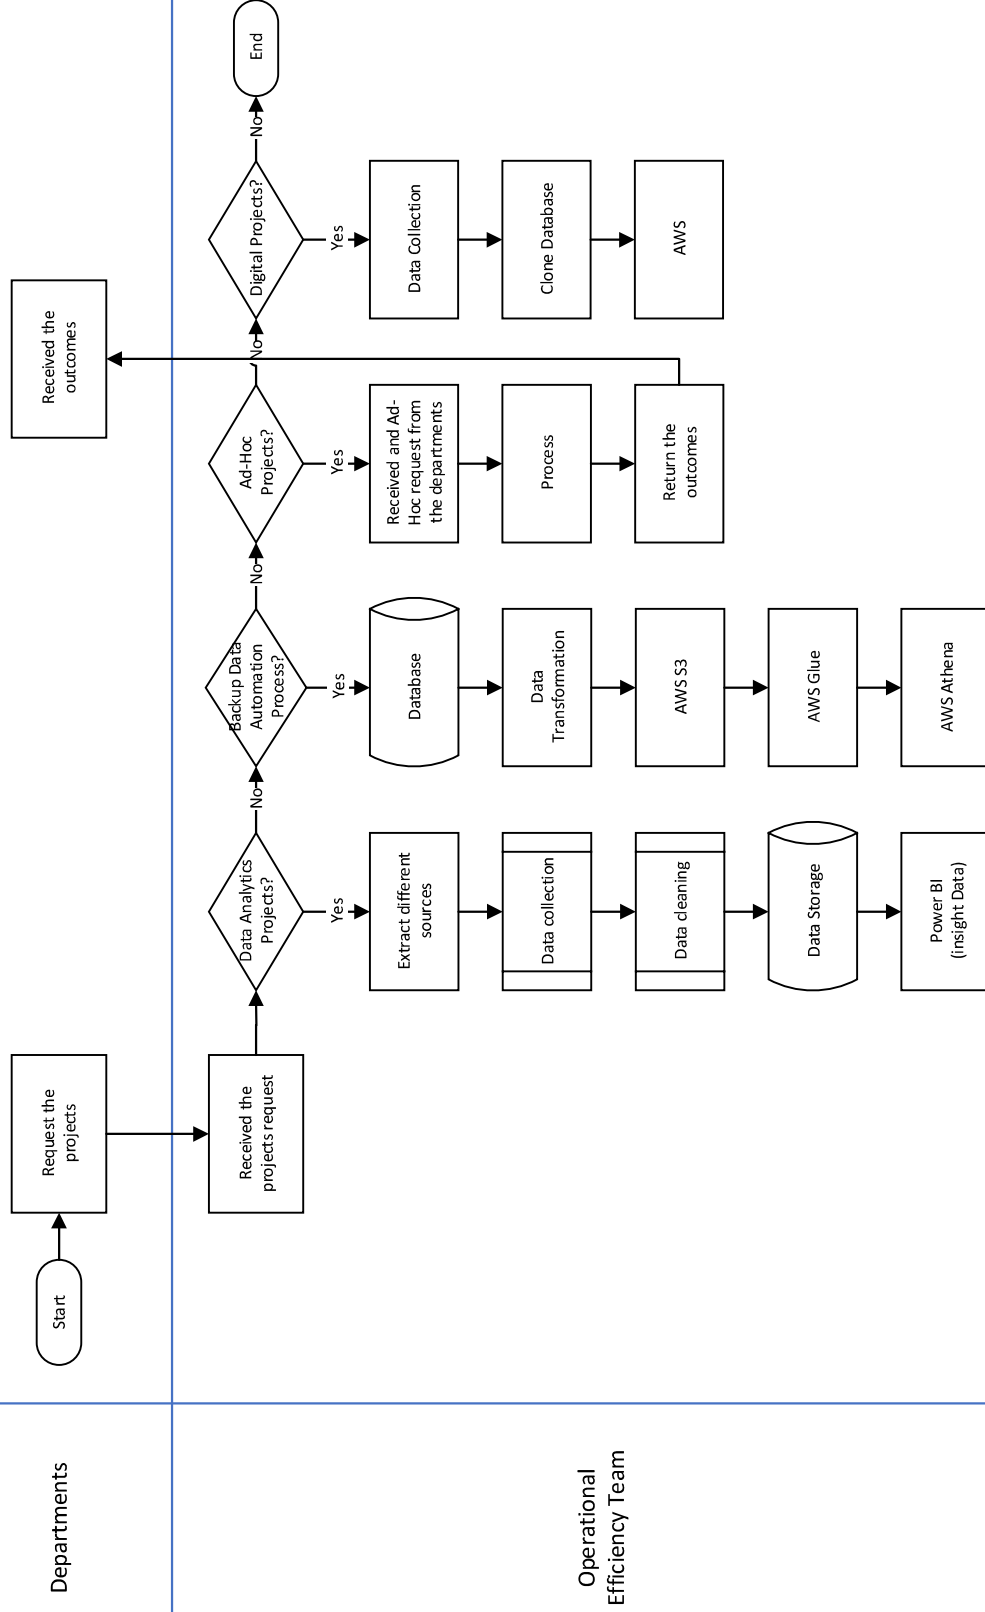 Departments
Start
Request the
projects
Received the
outcomes
Operational
Efficiency Team
Received the
projects request
Data Analytics
Projects?
No
Backup Data
Automation
Process?
No
Ad-Hoc
Projects?
No
Digital Projects?
No
End
Yes
Yes
Yes
Yes
Extract different
sources
Database
Received and Ad-
Hoc request from
the departments
Data Collection
Data collection
Data
Transformation
Process
Clone Database
Data cleaning
AWS S3
Return the
outcomes
AWS
Data Storage
AWS Glue
Power BI
(insight Data)
AWS Athena